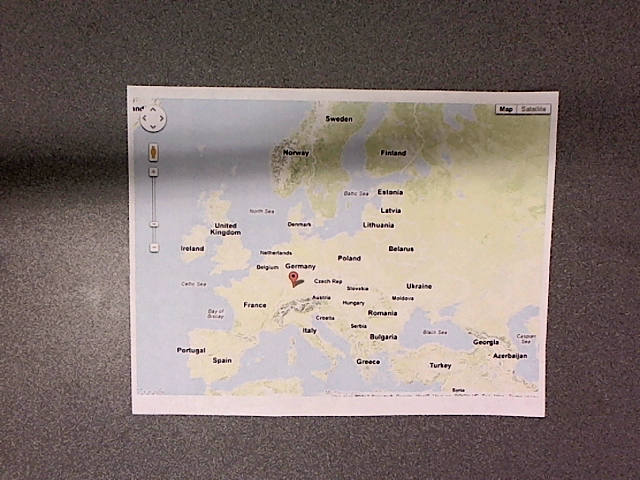 Map Satellite
Sweden
Norway
Finland
Baltic Sea
Estonia
North Sea
Latvia
Denmark
Lithuania
United
Kingdom
Ireland
Belarus
Netherlands
Poland
Belgium
Germany
Celtic Sea
Czech Rep
Slovakia
Ukraine
Austria
Moldova
France
Hungary
Bay of
Biscay
Croatia
Romania
Serbia
Italy
Black Sea
Bulgaria
Georgia
Caspian
Sea
Portugal
Spain
Greece
Azerbaijan
Turkey
Syria